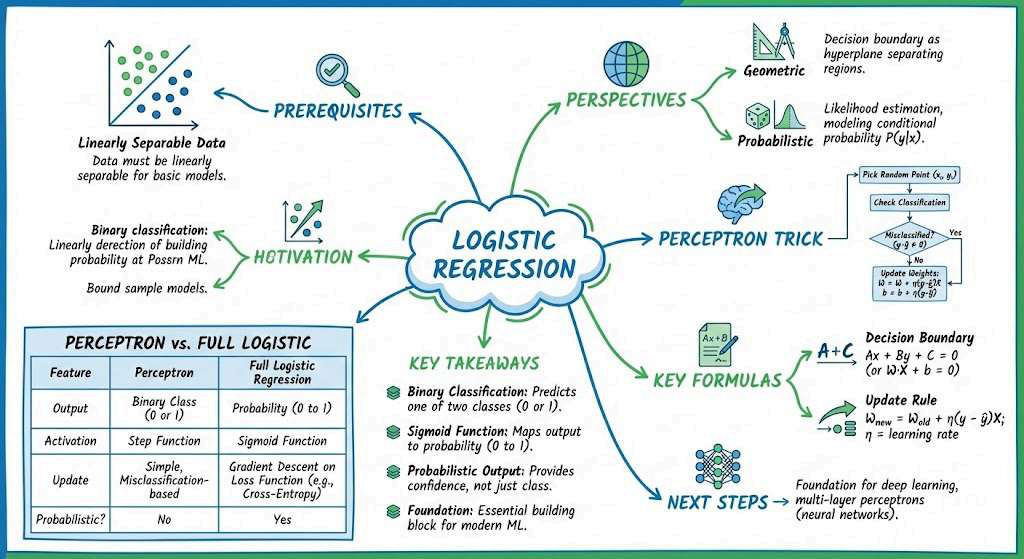 LOGISTIC
REGRESSION
PREREQUISITES
Linearly Separable Data
Data must be linearly
separable for basic models.
HOTIVATION
Binary classification:
Linearly derection of building
probability at Possrn ML.
Bound sample models.
PERSPECTIVES
Geometric
Decision boundary as
hyperplane separating
regions.
Probabilistic
Likelihood estimation,
modeling conditional
probability P(y|x).
PERCEPTRON TRICK
Pick Random Point (xᵢ, yᵢ)
Check Classification
Misclassified?
(y·ŷ ≠ 0)
Yes
No
Update Weights:
W = W + η(y-ŷ)X
b = b + η(y-ŷ)
KEY FORMULAS
Ax+B
A+C
Decision Boundary
Ax + By + C = 0
(or W·X + b = 0)
Update Rule
Wnew = Wold + η(y - ŷ)X;
η = learning rate
NEXT STEPS
Foundation for deep learning,
multi-layer perceptrons
(neural networks).
KEY TAKEAWAYS
Binary Classification: Predicts
one of two classes (0 or 1).
Sigmoid Function: Maps output
to probability (0 to 1).
Probabilistic Output: Provides
confidence, not just class.
Foundation: Essential building
block for modern ML.
PERCEPTRON vs. FULL LOGISTIC
Feature
Perceptron
Full Logistic
Regression
Output
Binary Class
(0 or 1)
Probability (0 to 1)
Activation
Step Function
Sigmoid Function
Update
Simple,
Misclassification-
based
Gradient Descent on
Loss Function (e.g.,
Cross-Entropy)
Probabilistic?
No
Yes